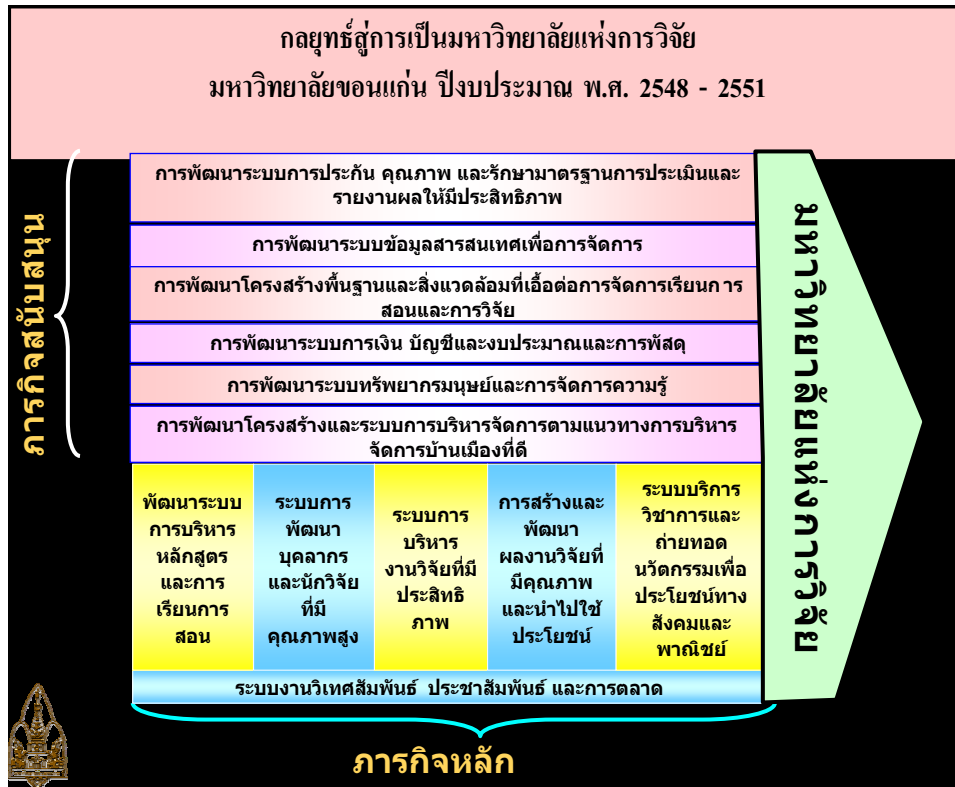 กลยุทธ์สู่การเป็นมหาวิทยาลัยแห่งการวิจัย
มหาวิทยาลัยขอนแก่น ปีงบประมาณ พ.ศ. 2548 - 2551
ภารกิจสนับสนุน
การพัฒนาระบบการประกัน คุณภาพ และรักษามาตรฐานการประเมินและ
รายงานผลให้มีประสิทธิภาพ
การพัฒนาระบบข้อมูลสารสนเทศเพื่อการจัดการ
การพัฒนาโครงสร้างพื้นฐานและสิ่งแวดล้อมที่เอื้อต่อการจัดการเรียนการ
สอนและการวิจัย
การพัฒนาระบบการเงิน บัญชีและงบประมาณและการพัสดุ
การพัฒนาระบบทรัพยากรมนุษย์และการจัดการความรู้
การพัฒนาโครงสร้างและระบบการบริหารจัดการตามแนวทางการบริหาร
จัดการบ้านเมืองที่ดี
พัฒนาระบบ
การบริหาร
หลักสูตร
และการ
เรียนการ
สอน
ระบบการ
พัฒนา
บุคลากร
และนักวิจัย
ที่มี
คุณภาพสูง
ระบบการ
บริหาร
งานวิจัยที่มี
ประสิทธิ
ภาพ
การสร้างและ
พัฒนา
ผลงานวิจัยที่
มีคุณภาพ
และนำไปใช้
ประโยชน์
ระบบบริการ
วิชาการและ
ถ่ายทอด
นวัตกรรมเพื่อ
ประโยชน์ทาง
สังคมและ
พาณิชย์
ระบบงานวิเทศสัมพันธ์ ประชาสัมพันธ์ และการตลาด
มหาวิทยาลัยแห่งการวิจัย
ภารกิจหลัก